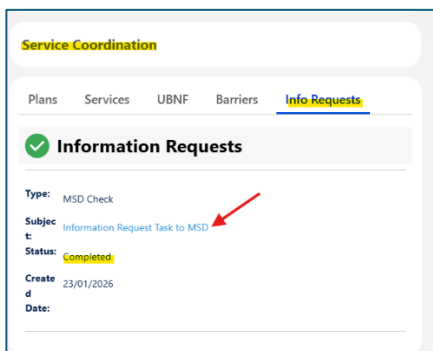 Service Coordination
Plans Services UBNF Barriers Info Requests
Information Requests
Type: MSD Check
Subjec
t: Information Request Task to MSD
Status: Completed
Create
d
Date: 23/01/2026